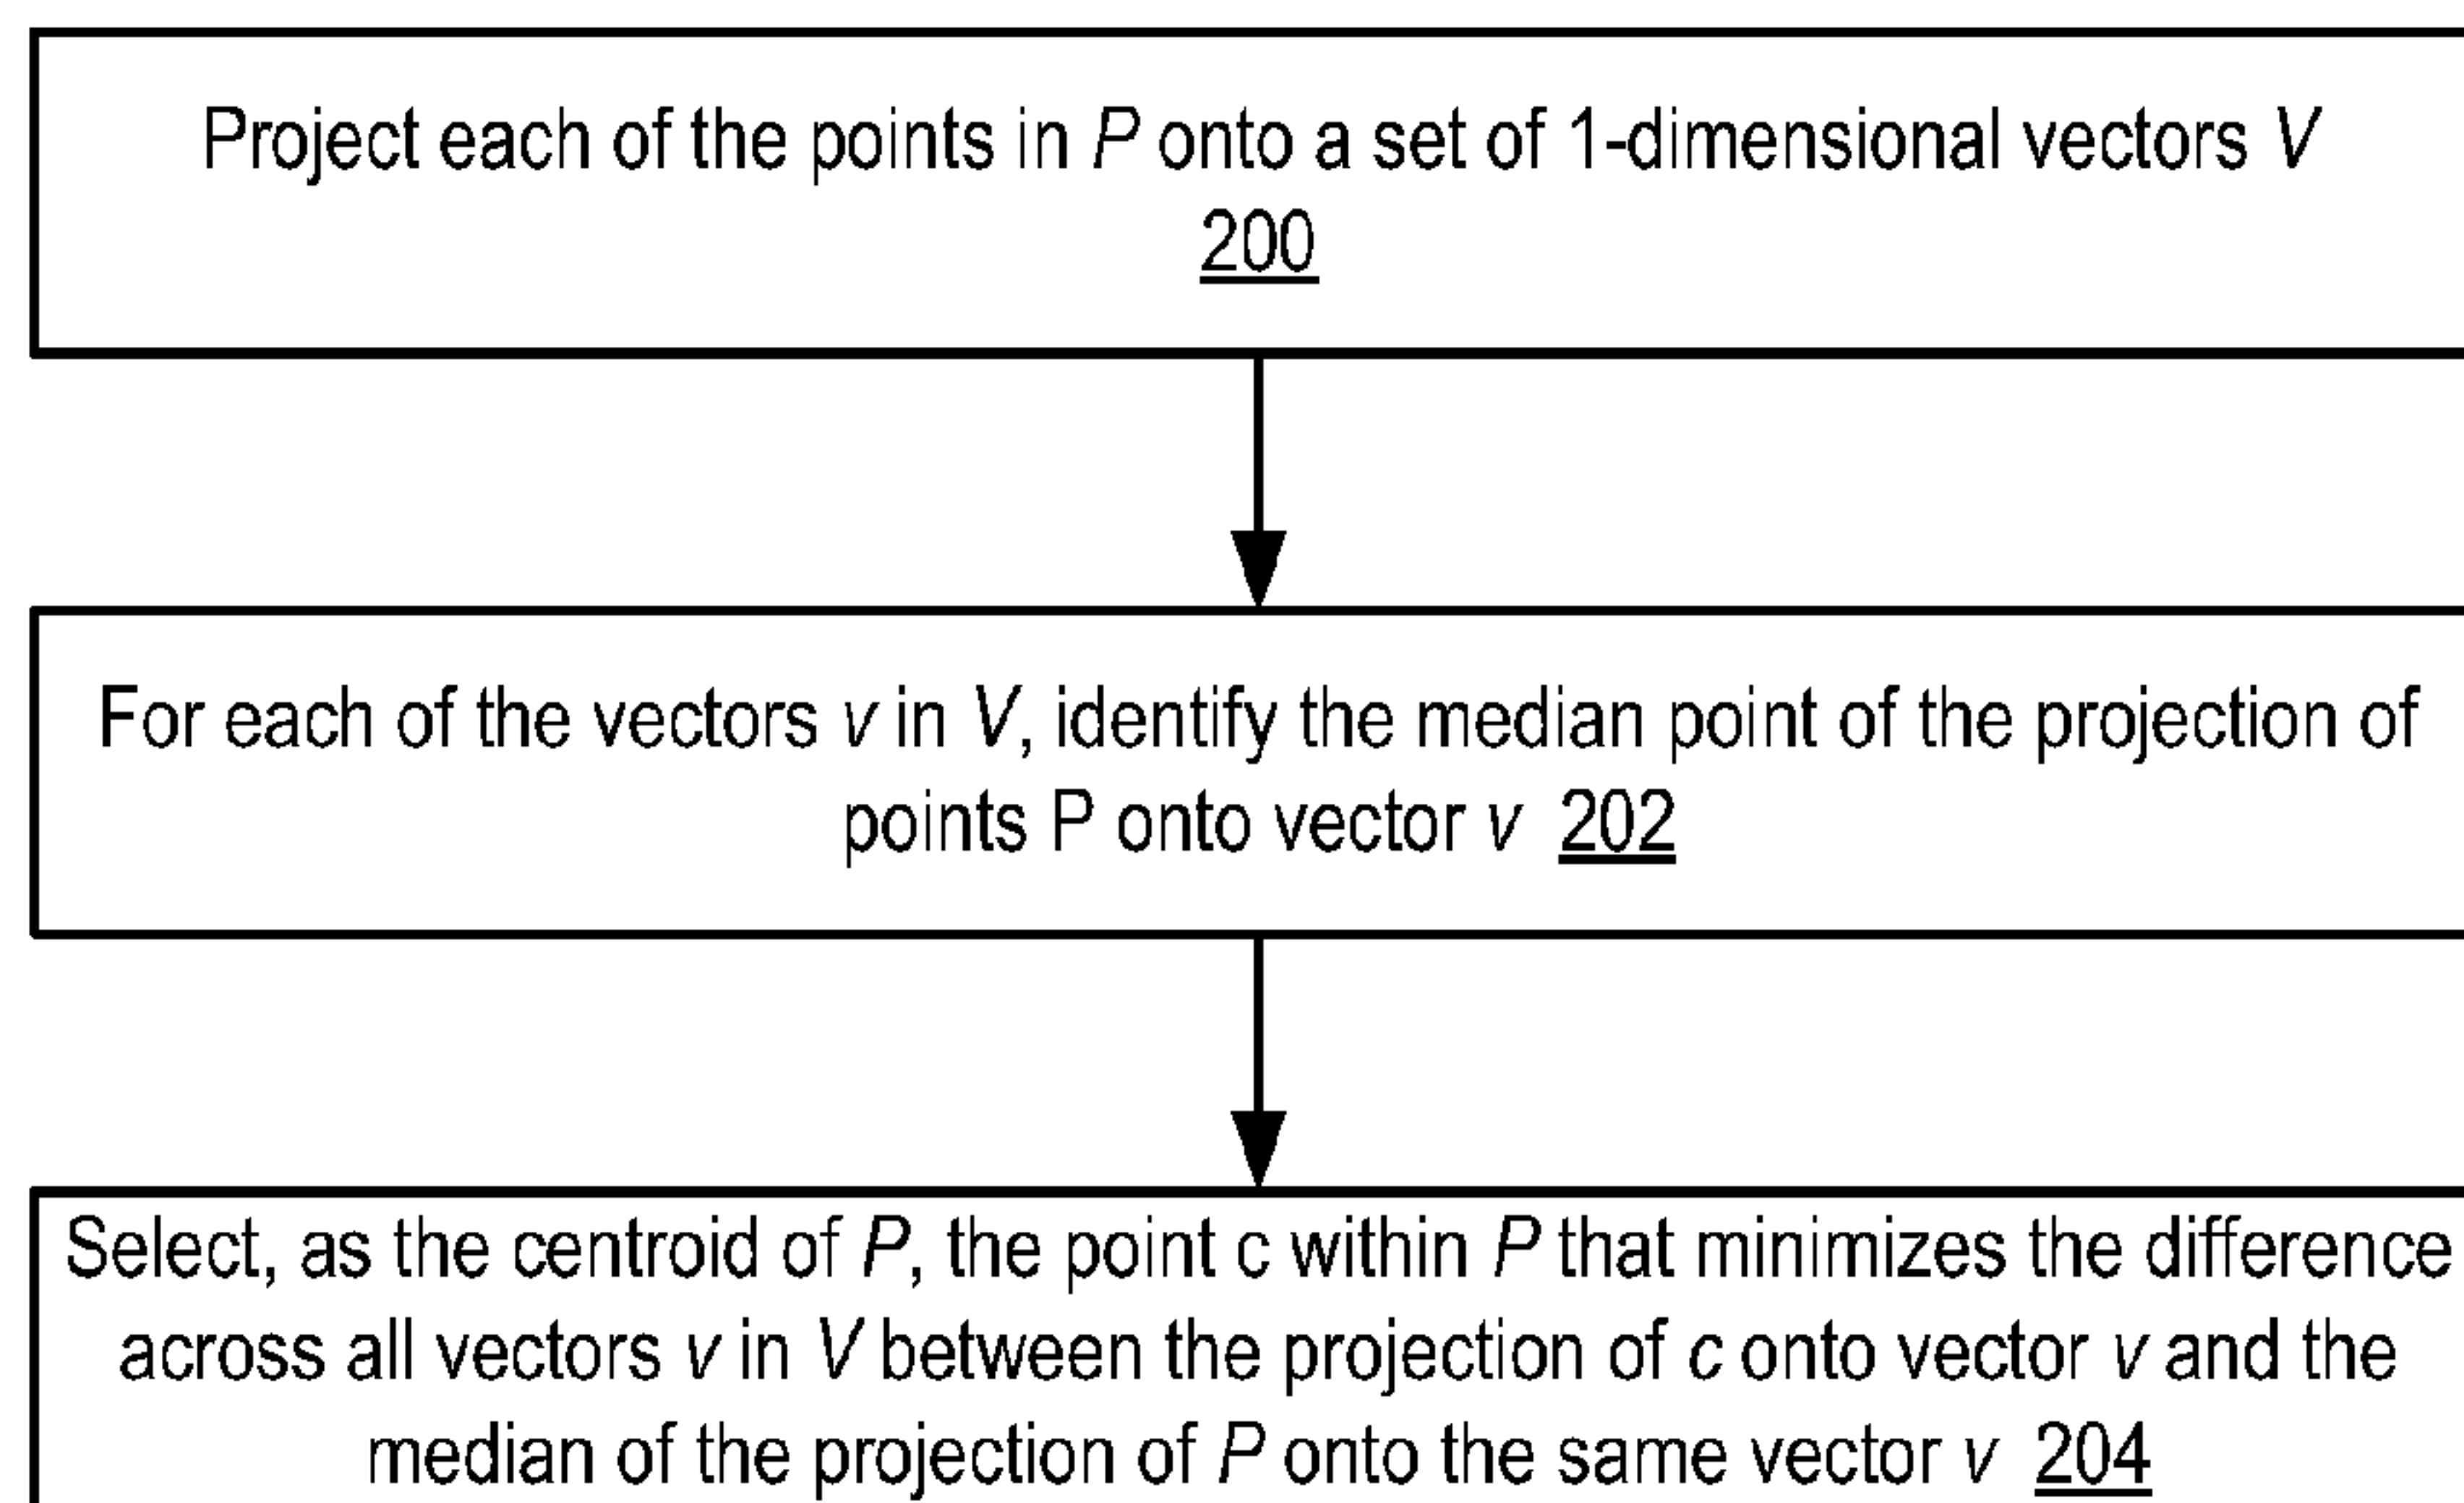 Project each of the points in P onto a set of 1-dimensional vectors V
200
For each of the vectors v in V, identify the median point of the projection of
points P onto vector v 202
Select, as the centroid of P, the point c within P that minimizes the difference
across all vectors v in V between the projection of c onto vector v and the
median of the projection of P onto the same vector v 204